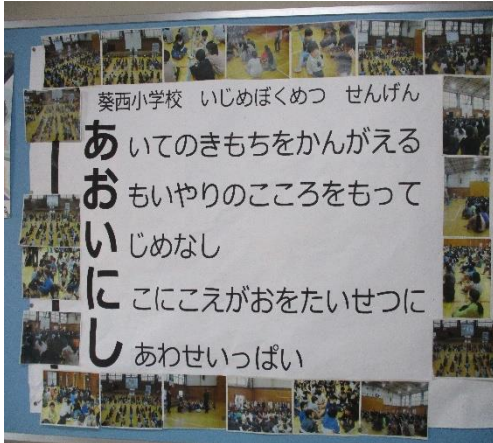 葵西小学校 いじめぼくめつ せんげん
あいてのきもちをかんがえる
おもいやりのこころをもって
いじめなし
にこにこえがおをたいせつに
しあわせいっぱい